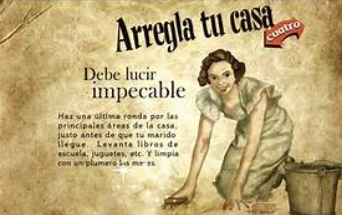 Arregla tu casa
cuatro
Debe lucir
impecable
Haz una última ronda por las
principales áreas de la casa,
justo antes de que tu marido
llegue. Levanta libros de
escuela, juguetes, etc. Y limpia
con un plumero las mesas.